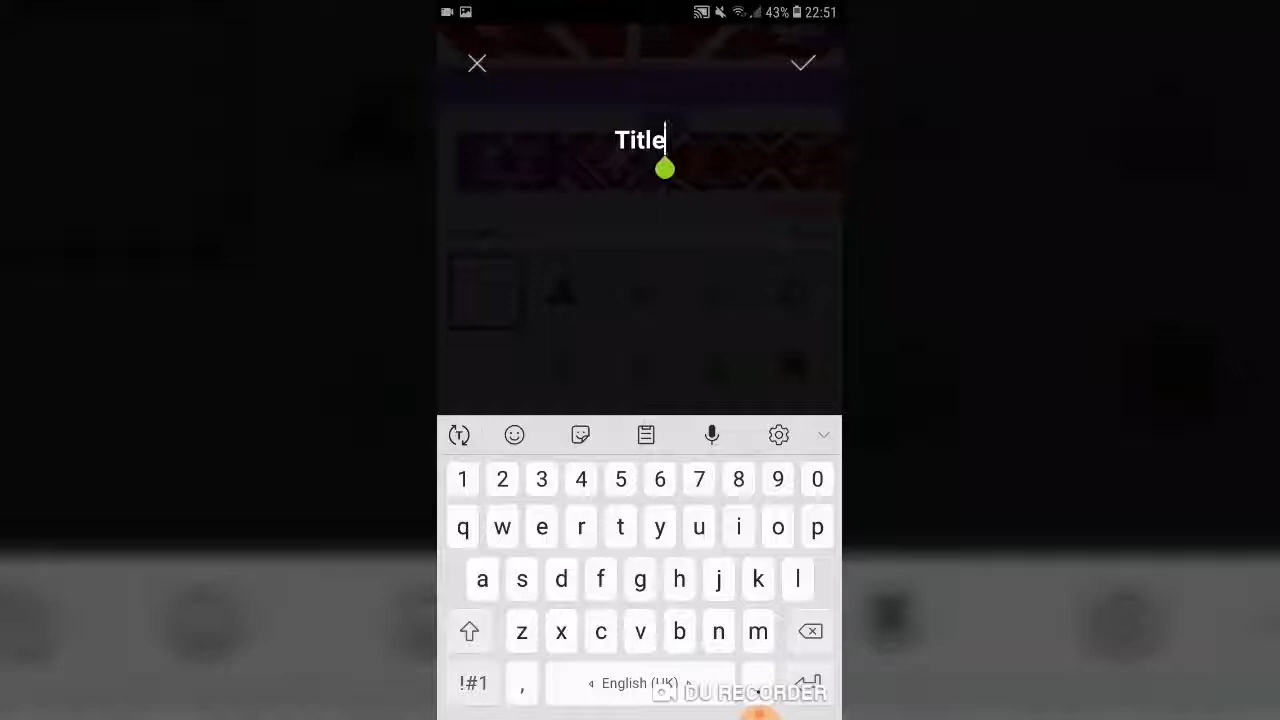 43% 22:51
Title
1 2 3 4 5 6 7 8 9 0
q w e r t y u i o p
a s d f g h j k l
z x c v b n m
!#1 , English (UK) .
DU RECORDER